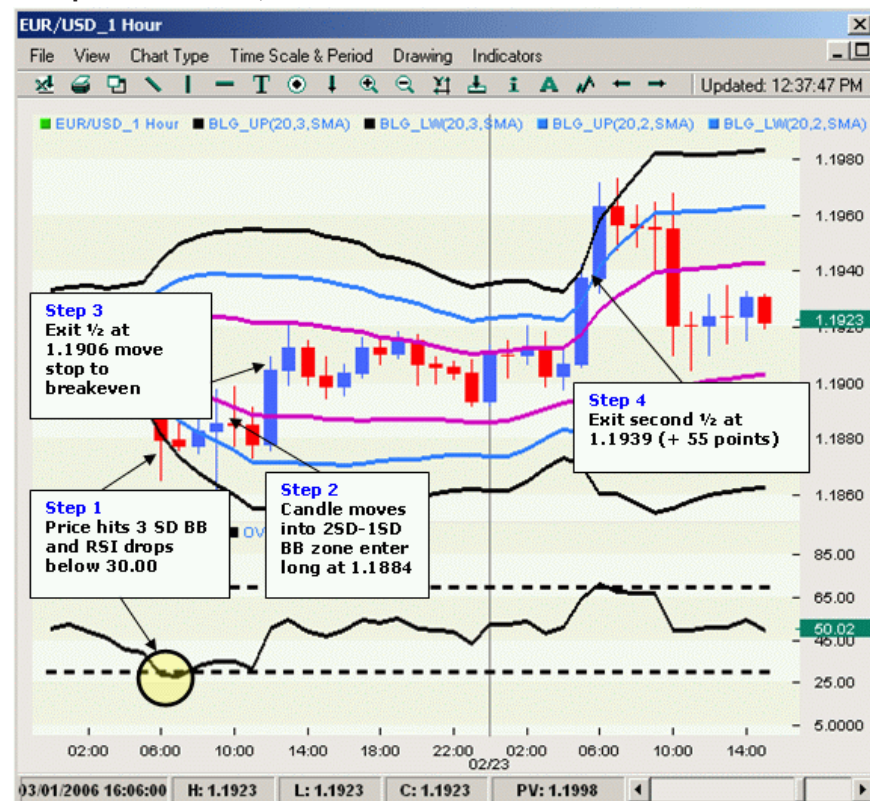 EUR/USD_1 Hour
File View Chart Type Time Scale & Period Drawing Indicators
T i A Updated: 12:37:47 PM
EUR/USD_1 Hour BLG_UP(20,3,SMA) BLG_LW(20,3,SMA) BLG_UP(20,2,SMA) BLG_LW(20,2,SMA)
1.1980
1.1960
1.1940
1.1923
1.1900
1.1880
1.1860
Step 3
Exit ½ at
1.1906 move
stop to
breakeven
Step 4
Exit second ½ at
1.1939 (+ 55 points)
Step 1
Price hits 3 SD BB
and RSI drops
below 30.00
Step 2
Candle moves
into 2SD-1SD
BB zone enter
long at 1.1884
OV
85.00
65.00
50.02
45.00
25.00
5.0000
02:00 06:00 10:00 14:00 18:00 22:00 02:00 06:00 10:00 14:00
02/23
03/01/2006 16:06:00 H: 1.1923 L: 1.1923 C: 1.1923 PV: 1.1998